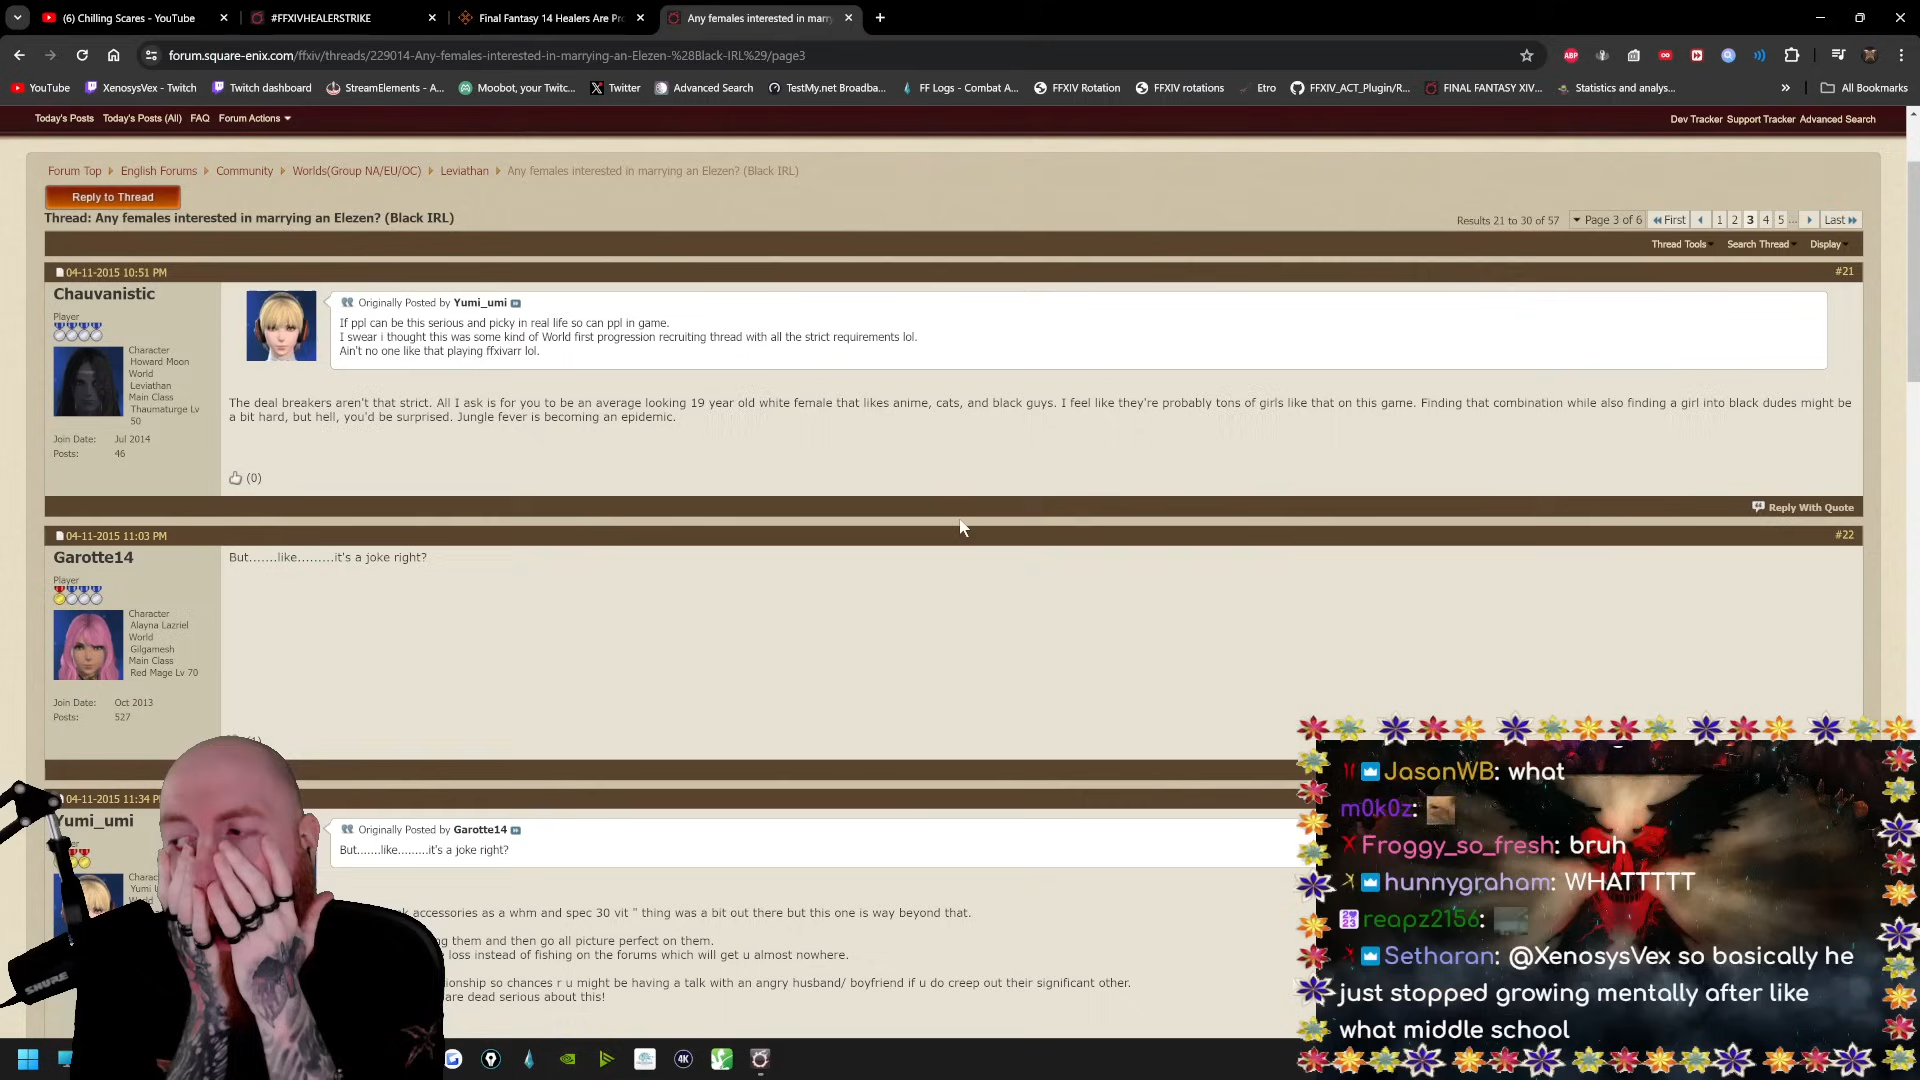 (6) Chilling Scares - YouTube
#FFXIVHEALERSTRIKE
Final Fantasy 14 Healers Are Pr
Any females interested in marry
forum.square-enix.com/ffxiv/threads/229014-Any-females-interested-in-marrying-an-Elezen-%28Black-IRL%29/page3
YouTube
XenosysVex - Twitch
Twitch dashboard
StreamElements - A...
Moobot, your Twitc...
Twitter
Advanced Search
TestMy.net Broadba...
FF Logs - Combat A...
FFXIV Rotation
FFXIV rotations
Etro
FFXIV_ACT_Plugin/R...
FINAL FANTASY XIV...
Statistics and analys...
All Bookmarks
Today's Posts Today's Posts (All) FAQ Forum Actions
Dev Tracker Support Tracker Advanced Search
Forum Top English Forums Community Worlds(Group NA/EU/OC) Leviathan Any females interested in marrying an Elezen? (Black IRL)
Reply to Thread
Thread: Any females interested in marrying an Elezen? (Black IRL)
Results 21 to 30 of 57 Page 3 of 6 First 1 2 3 4 5 ... Last
Thread Tools Search Thread Display
04-11-2015 10:51 PM #21
Chauvanistic
Player
Character
Howard Moon
World
Leviathan
Main Class
Thaumaturge Lv
50
Join Date: Jul 2014
Posts: 46
Originally Posted by Yumi_umi
If ppl can be this serious and picky in real life so can ppl in game.
I swear i thought this was some kind of World first progression recruiting thread with all the strict requirements lol.
Ain't no one like that playing ffxivarr lol.
The deal breakers aren't that strict. All I ask is for you to be an average looking 19 year old white female that likes anime, cats, and black guys. I feel like they're probably tons of girls like that on this game. Finding that combination while also finding a girl into black dudes might be
a bit hard, but hell, you'd be surprised. Jungle fever is becoming an epidemic.
(0)
Reply With Quote
04-11-2015 11:03 PM #22
Garotte14
Player
Character
Alayna Lazriel
World
Gilgamesh
Main Class
Red Mage Lv 70
Join Date: Oct 2013
Posts: 527
But.......like.........it's a joke right?
04-11-2015 11:34 P
Yumi_umi
Originally Posted by Garotte14
But.......like.........it's a joke right?
accessories as a whm and spec 30 vit " thing was a bit out there but this one is way beyond that.
them and then go all picture perfect on them.
loss instead of fishing on the forums which will get u almost nowhere.
onship so chances r u might be having a talk with an angry husband/ boyfriend if u do creep out their significant other.
are dead serious about this!
JasonWB: what
m0k0z:
Froggy_so_fresh: bruh
hunnygraham: WHATTTTT
reapz2156:
Setharan: @XenosysVex so basically he
just stopped growing mentally after like
what middle school
SHURE
4K